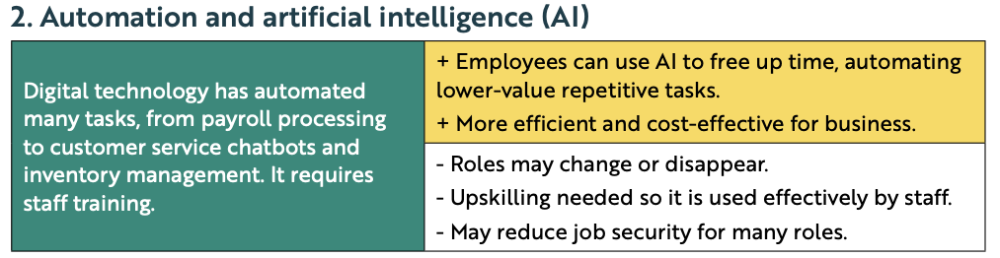 2. Automation and artificial intelligence (AI)
Digital technology has automated
many tasks, from payroll processing
to customer service chatbots and
inventory management. It requires
staff training.
+ Employees can use AI to free up time, automating
lower-value repetitive tasks.
+ More efficient and cost-effective for business.
- Roles may change or disappear.
- Upskilling needed so it is used effectively by staff.
- May reduce job security for many roles.